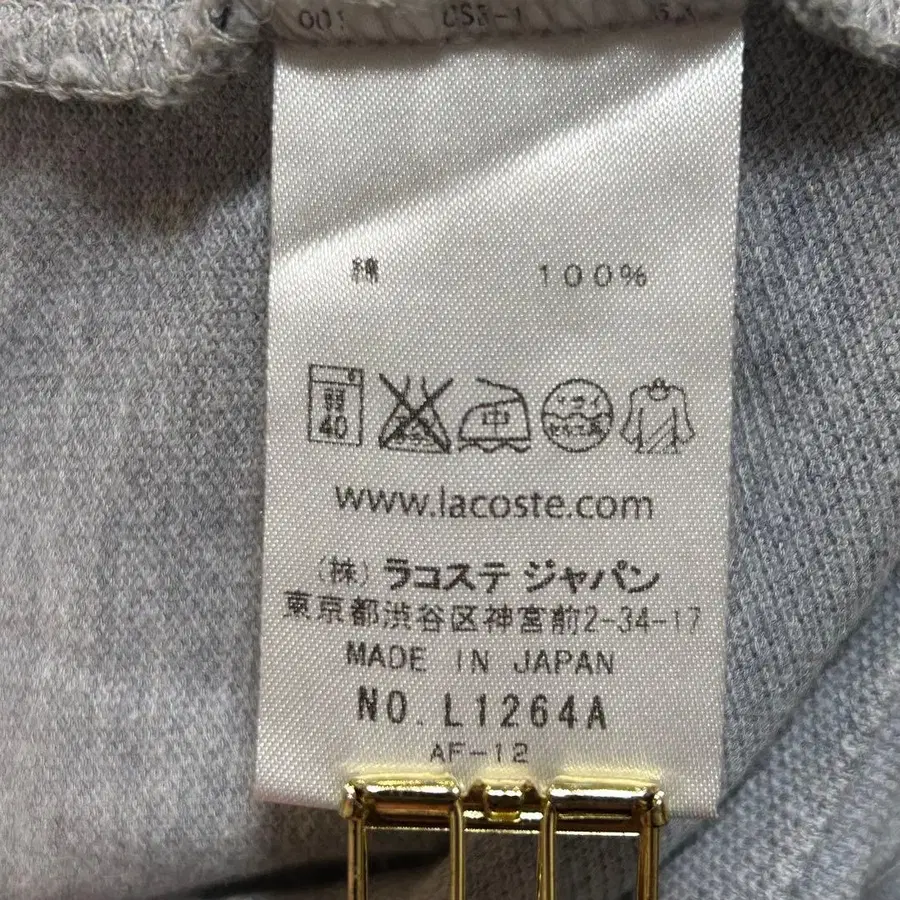 綿 100%
弱
40
中
www.lacoste.com
(株) ラコステ ジャパン
東京都渋谷区神宮前2-34-17
MADE IN JAPAN
NO. L1264A
AF-12